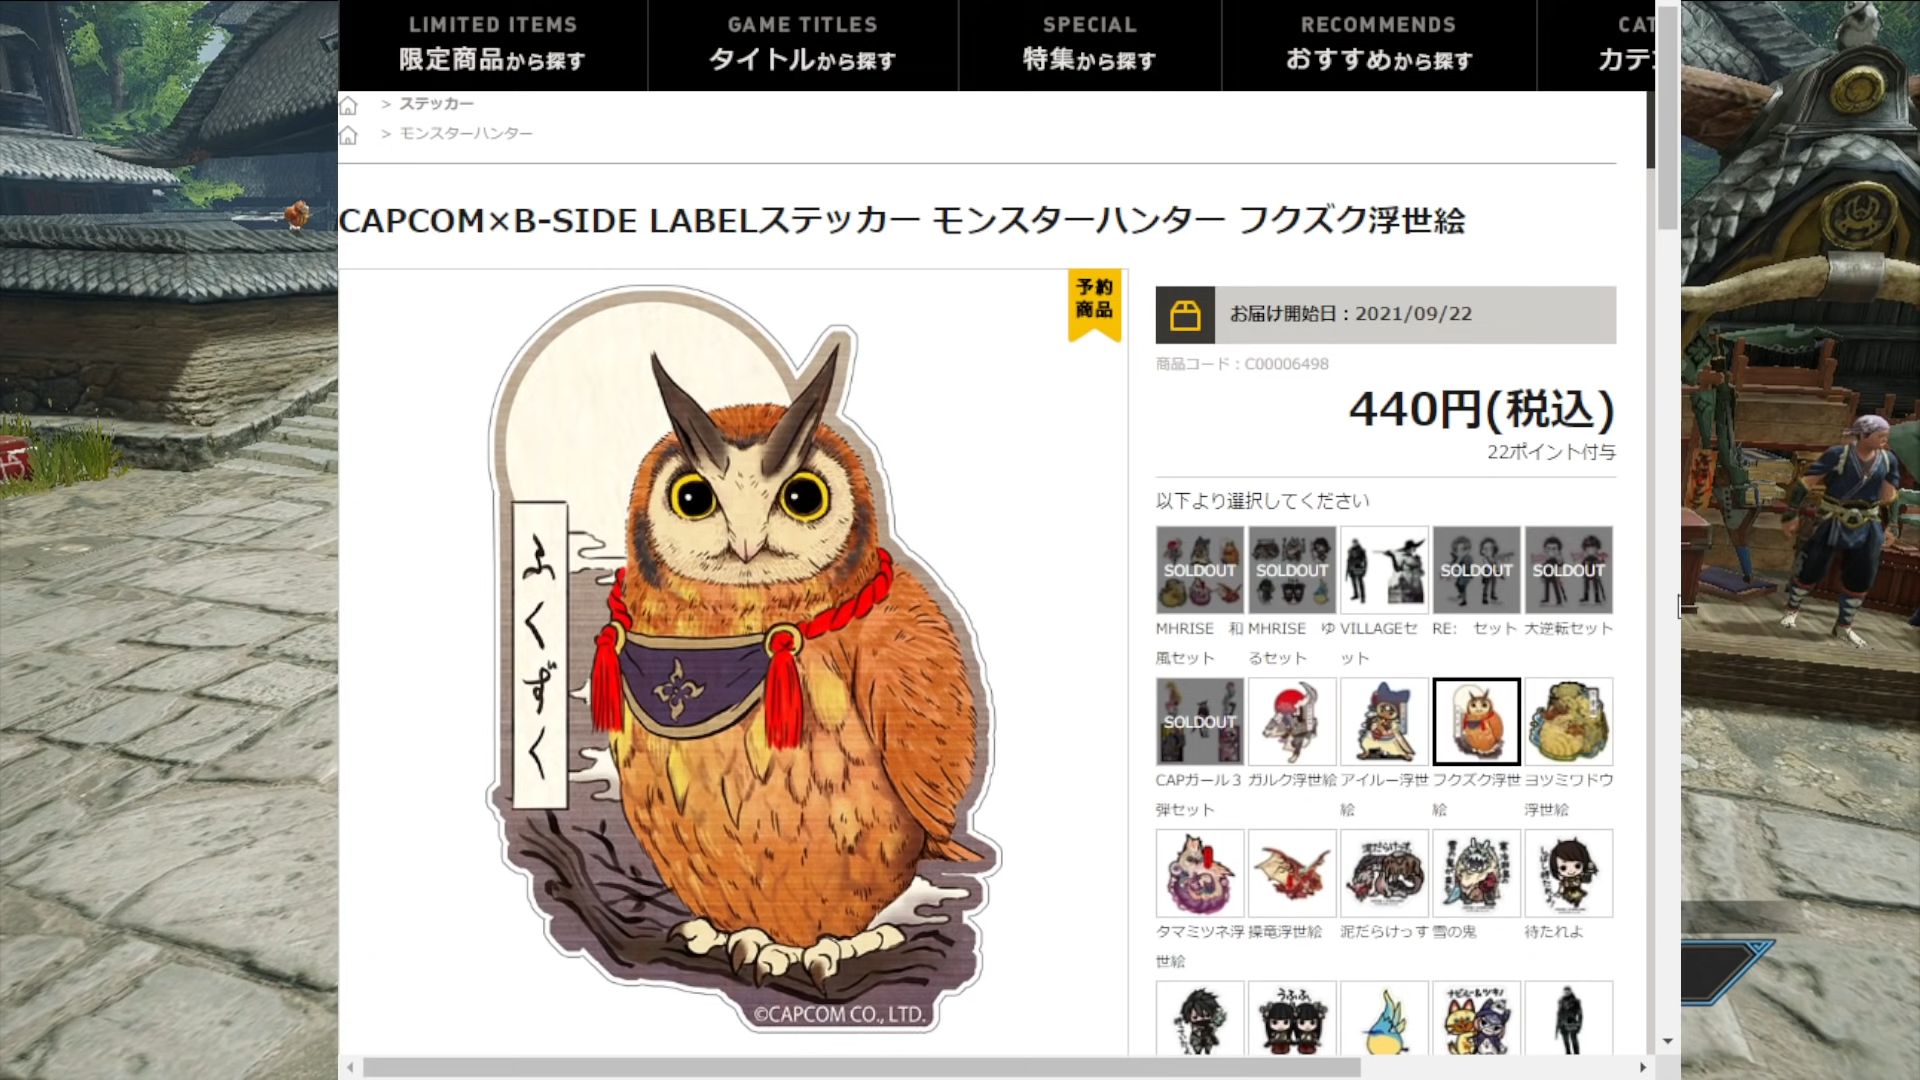 LIMITED ITEMS
限定商品から探す
GAME TITLES
タイトルから探す
SPECIAL
特集から探す
RECOMMENDS
おすすめから探す
CAT
カテ
> ステッカー
> モンスターハンター
CAPCOM×B-SIDE LABELステッカー モンスターハンター フクズク浮世絵
予約
商品
ふくずく
©CAPCOM CO., LTD.
お届け開始日：2021/09/22
商品コード：C00006498
440円(税込)
22ポイント付与
以下より選択してください
SOLDOUT
SOLDOUT
SOLDOUT
SOLDOUT
MHRISE 和
風セット
MHRISE ゆ
るセット
VILLAGEセ
ット
RE: セット
大逆転セット
SOLDOUT
CAPガール3
弾セット
ガルク浮世絵
アイルー浮世
絵
フクズク浮世
絵
ヨツミワドウ
浮世絵
タマミツネ浮
世絵
操竜浮世絵
泥だらけっす
雪の鬼
待たれよ
うふふ